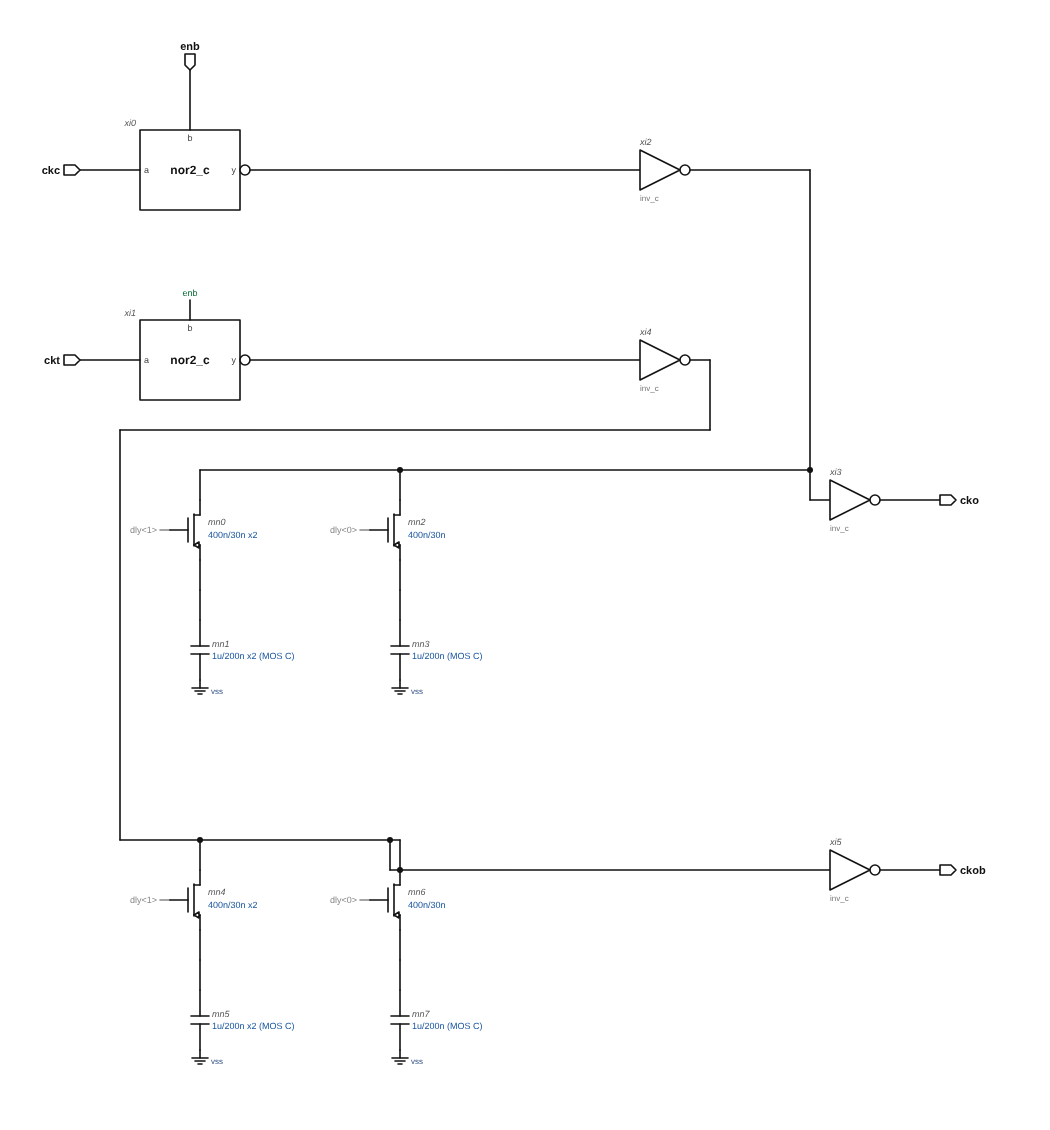 enb
xi0
b
ckc
a
nor2_c
y
xi2
inv_c
enb
xi1
b
ckt
a
nor2_c
y
xi4
inv_c
xi3
cko
inv_c
dly<1>
mn0
400n/30n x2
dly<0>
mn2
400n/30n
mn1
1u/200n x2 (MOS C)
vss
mn3
1u/200n (MOS C)
vss
xi5
ckob
inv_c
dly<1>
mn4
400n/30n x2
dly<0>
mn6
400n/30n
mn5
1u/200n x2 (MOS C)
vss
mn7
1u/200n (MOS C)
vss